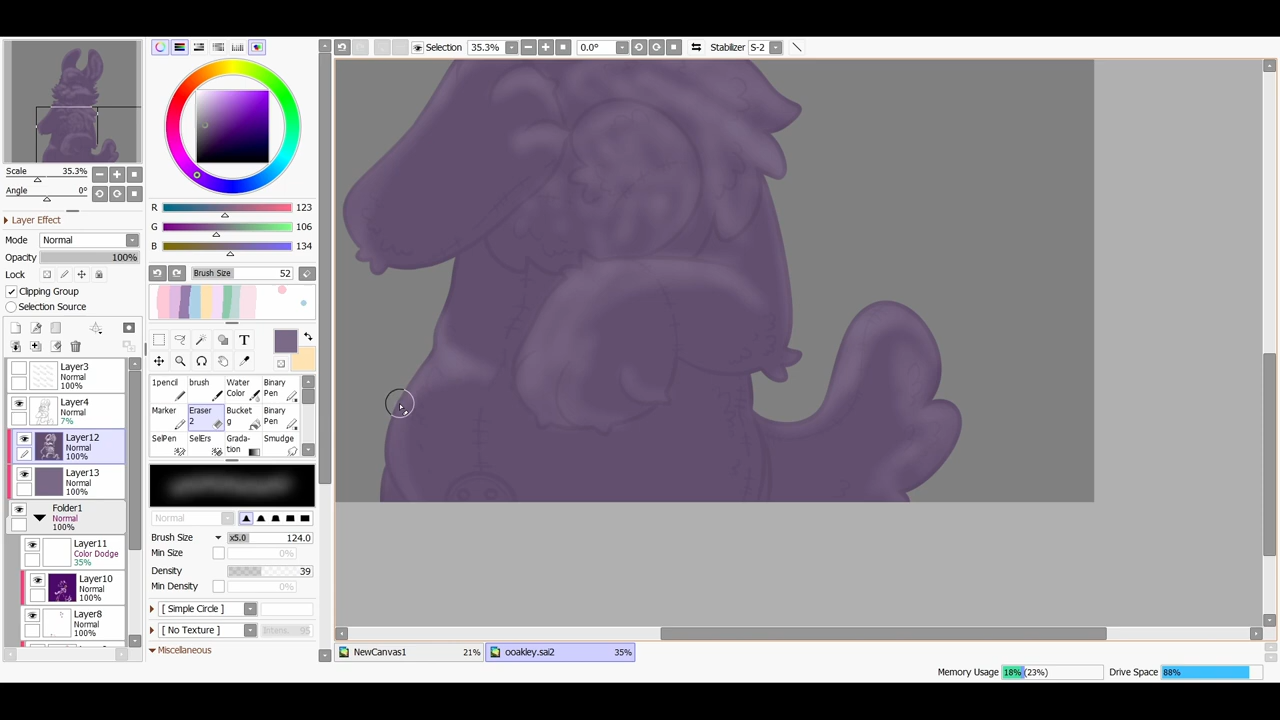 Selection 35.3% 0.0° Stabilizer S-2
Scale 35.3%
Angle 0°
Layer Effect
Mode Normal
Opacity 100%
Lock
Clipping Group
Selection Source
Layer3
Normal
100%
Layer4
Normal
7%
Layer12
Normal
100%
Layer13
Normal
100%
Folder1
Normal
100%
Layer11
Color Dodge
35%
Layer10
Normal
100%
Layer8
Normal
100%
R 123
G 106
B 134
Brush Size 52
T
1pencil brush Water Color Binary Pen
Marker Eraser 2 Bucket g Binary Pen
SelPen SelErs Grada-tion Smudge
Normal
Brush Size x5.0 124.0
Min Size 0%
Density 39
Min Density 0%
[ Simple Circle ]
[ No Texture ] Intens. 95
Miscellaneous
NewCanvas1 21% ooakley.sai2 35%
Memory Usage 18% (23%) Drive Space 88%